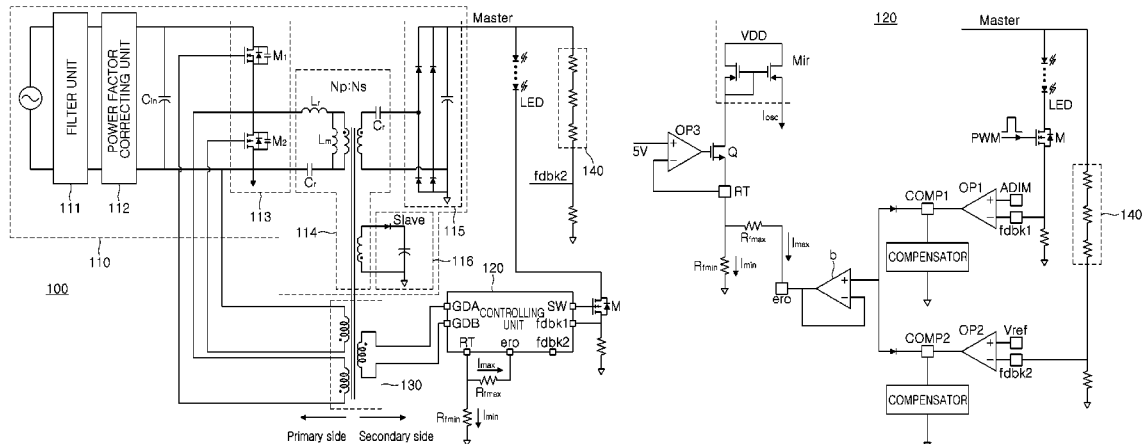 FILTER UNIT
POWER FACTOR
CORRECTING UNIT
Cin
M1
M2
111
112
113
110
100
Np:Ns
Lr
Lm
Cr
Cr
114
Master
115
Slave
116
LED
140
fdbk2
120
GDA
GDB
CONTROLLING
UNIT
SW
fdbk1
RT
ero
fdbk2
M
130
Imax
Rfmax
Rfmin
Imin
Primary side
Secondary side
120
VDD
Mir
Iosc
OP3
5V
Q
RT
Rfmax
Imax
Rfmin
Imin
ero
b
Master
LED
PWM
M
COMP1
OP1
ADIM
fdbk1
COMPENSATOR
140
COMP2
OP2
Vref
fdbk2
COMPENSATOR